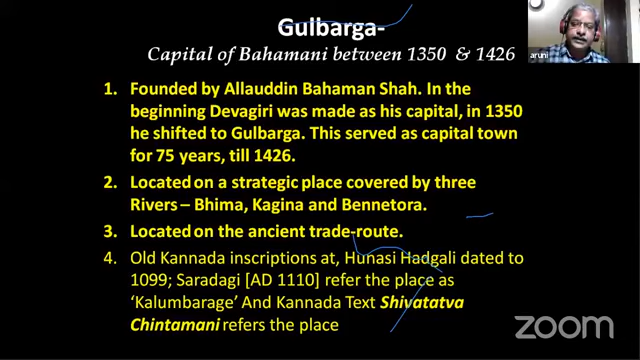 Gulbarga-
Capital of Bahamani between 1350 & 1426
aruni
1. Founded by Allauddin Bahaman Shah. In the
beginning Devagiri was made as his capital, in 1350
he shifted to Gulbarga. This served as capital town
for 75 years, till 1426.
2. Located on a strategic place covered by three
Rivers – Bhima, Kagina and Bennetora.
3. Located on the ancient trade-route.
4. Old Kannada inscriptions at, Hunasi Hadgali dated to
1099; Saradagi [AD 1110] refer the place as
‘Kalumbarage’ And Kannada Text Shivatatva
Chintamani refers the place
zoom